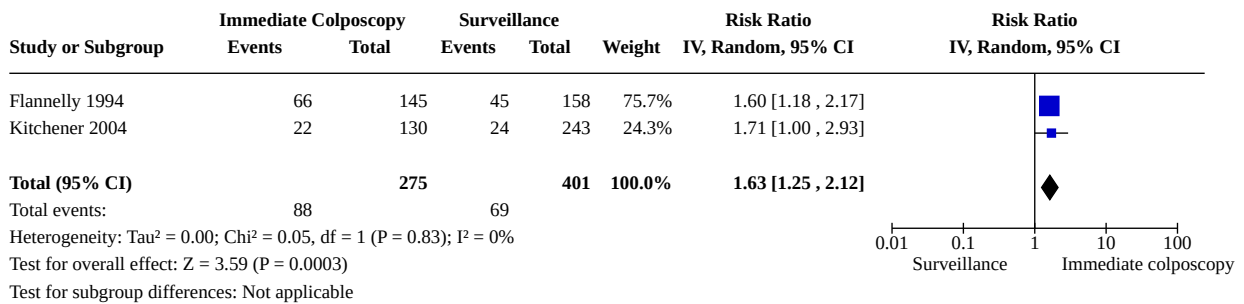 Immediate Colposcopy Surveillance Risk Ratio Risk Ratio
Study or Subgroup Events Total Events Total Weight IV, Random, 95% CI IV, Random, 95% CI
Flannelly 1994 66 145 45 158 75.7% 1.60 [1.18 , 2.17]
Kitchener 2004 22 130 24 243 24.3% 1.71 [1.00 , 2.93]
Total (95% CI) 275 401 100.0% 1.63 [1.25 , 2.12]
Total events: 88 69
Heterogeneity: Tau² = 0.00; Chi² = 0.05, df = 1 (P = 0.83); I² = 0%
0.01 0.1 1 10 100
Test for overall effect: Z = 3.59 (P = 0.0003) Surveillance Immediate colposcopy
Test for subgroup differences: Not applicable